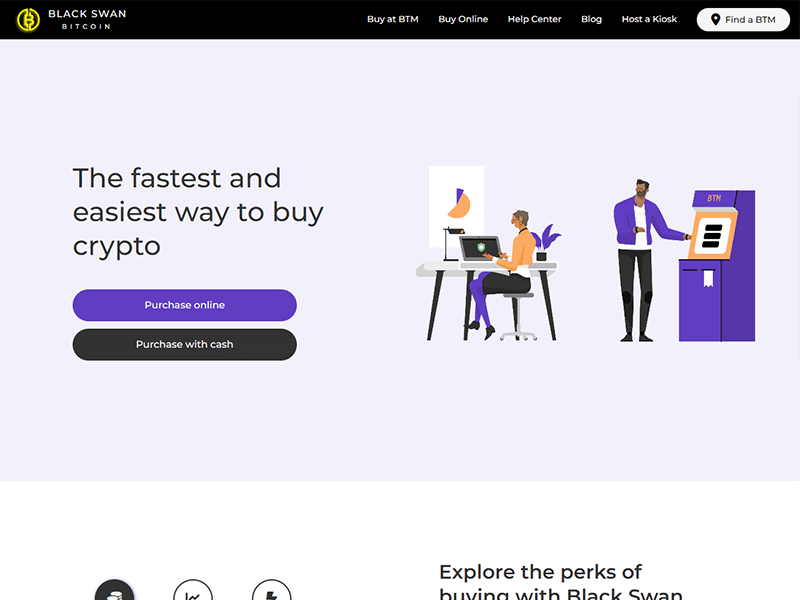 BLACK SWAN
BITCOIN
Buy at BTM
Buy Online
Help Center
Blog
Host a Kiosk
Find a BTM
The fastest and
easiest way to buy
crypto
Purchase online
Purchase with cash
BTM
Explore the perks of
buying with Black Swan